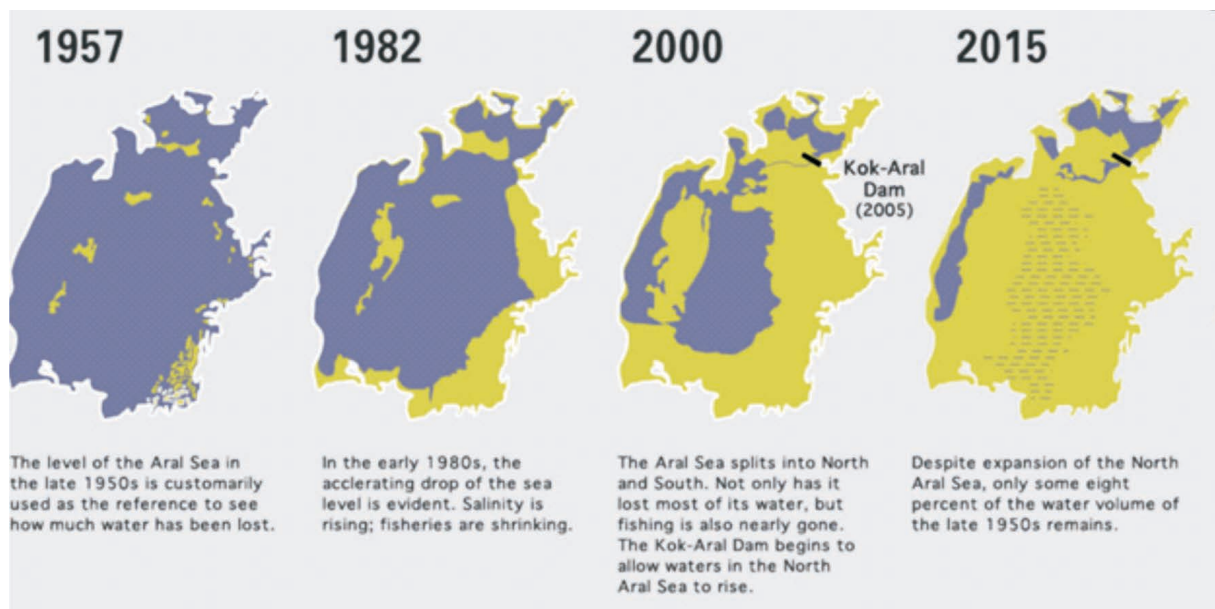 1957
1982
2000
2015
Kok-Aral
Dam
(2005)
The level of the Aral Sea in
the late 1950s is customarily
used as the reference to see
how much water has been lost.
In the early 1980s, the
acclerating drop of the sea
level is evident. Salinity is
rising; fisheries are shrinking.
The Aral Sea splits into North
and South. Not only has it
lost most of its water, but
fishing is also nearly gone.
The Kok-Aral Dam begins to
allow waters in the North
Aral Sea to rise.
Despite expansion of the North
Aral Sea, only some eight
percent of the water volume of
the late 1950s remains.